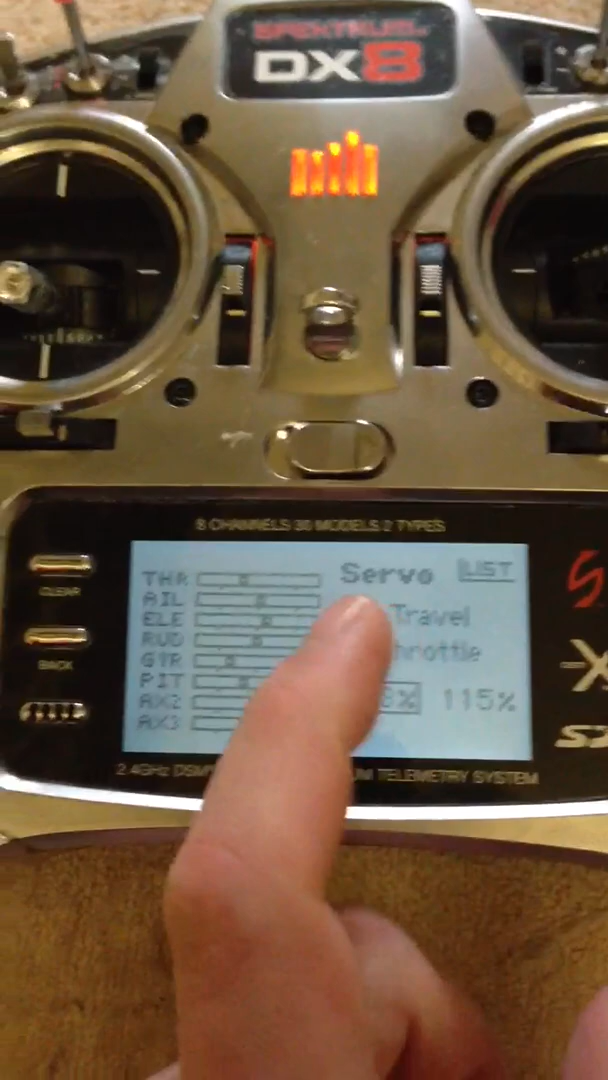 SPEKTRUM
DX8
8 CHANNELS 30 MODELS 2 TYPES
Servo
LIST
THR
AIL
ELE
RUD
GYR
PIT
AX2
AX3
Travel
hrottle
8% 115%
CLEAR
BACK
2.4GHz DSM
UM TELEMETRY SYSTEM